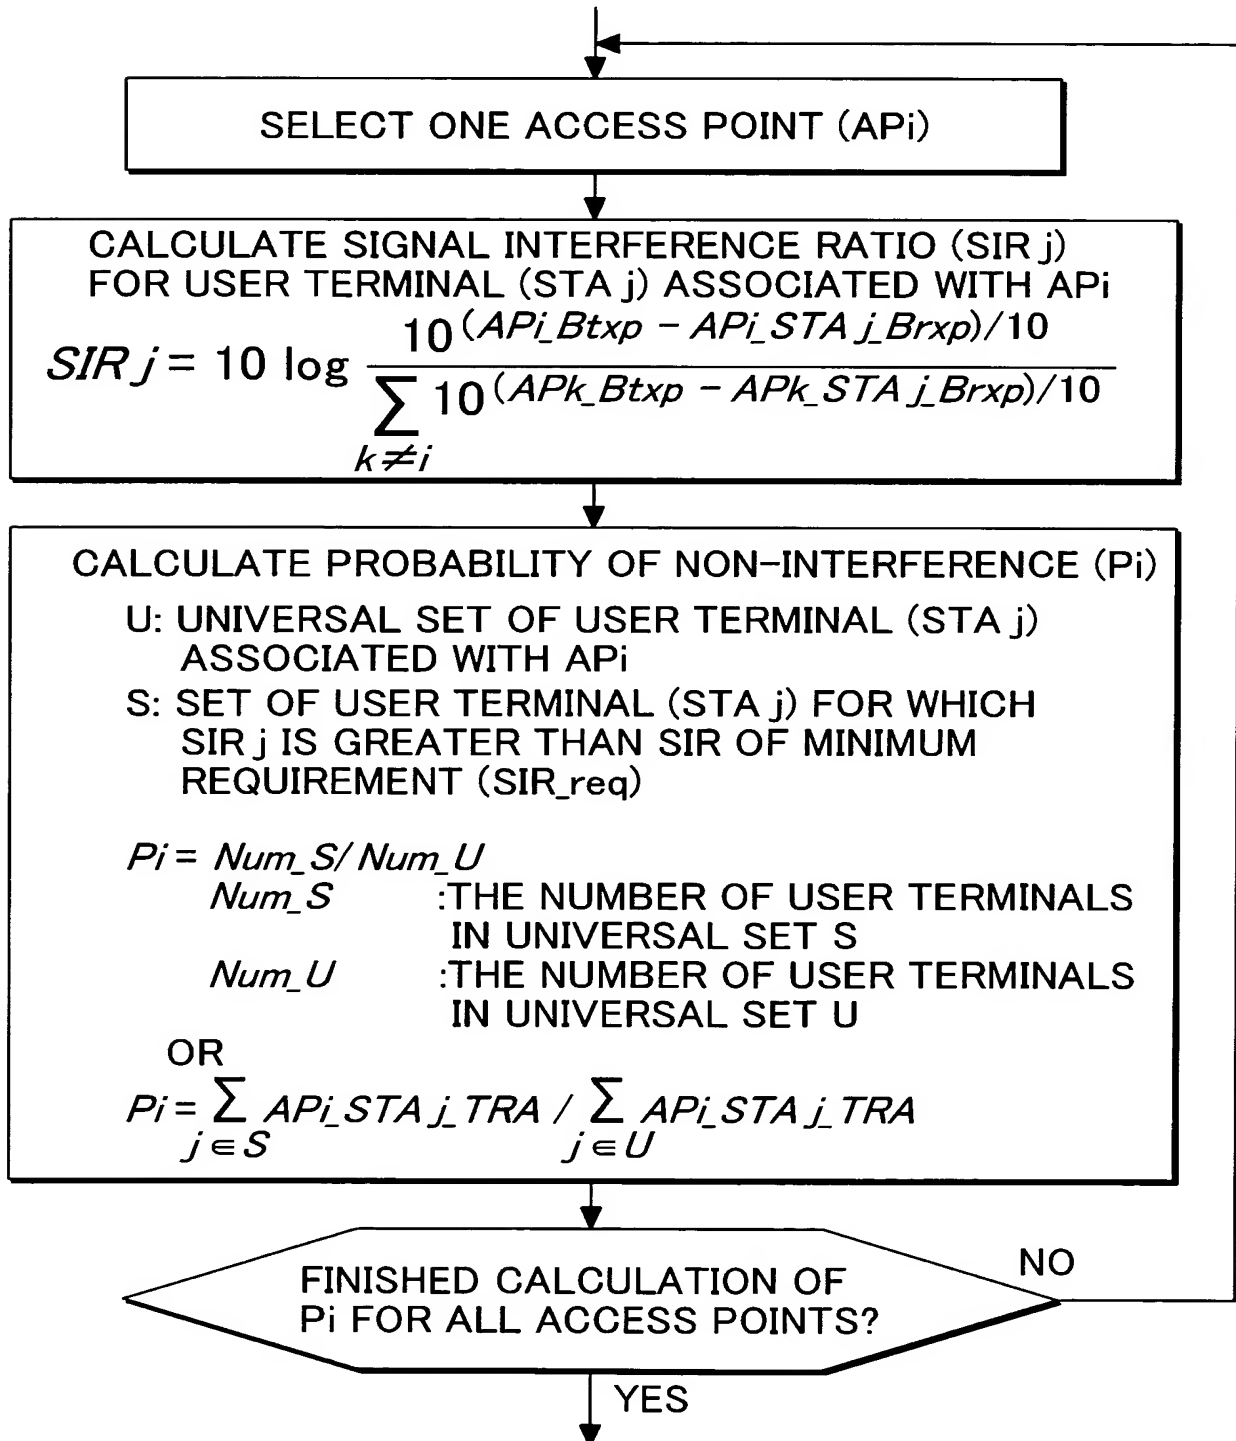 SELECT ONE ACCESS POINT (APi)
CALCULATE SIGNAL INTERFERENCE RATIO (SIR j)
FOR USER TERMINAL (STA j) ASSOCIATED WITH APi
SIR j = 10 log 10^(APi_Btxp − APi_STA j_Brxp)/10
∑ 10^(APk_Btxp − APk_STA j_Brxp)/10
k≠i
CALCULATE PROBABILITY OF NON-INTERFERENCE (Pi)
U: UNIVERSAL SET OF USER TERMINAL (STA j)
ASSOCIATED WITH APi
S: SET OF USER TERMINAL (STA j) FOR WHICH
SIR j IS GREATER THAN SIR OF MINIMUM
REQUIREMENT (SIR_req)
Pi = Num_S/ Num_U
Num_S :THE NUMBER OF USER TERMINALS
IN UNIVERSAL SET S
Num_U :THE NUMBER OF USER TERMINALS
IN UNIVERSAL SET U
OR
Pi = ∑ APi_STA j_TRA / ∑ APi_STA j_TRA
j ∈ S j ∈ U
FINISHED CALCULATION OF
Pi FOR ALL ACCESS POINTS?
NO
YES